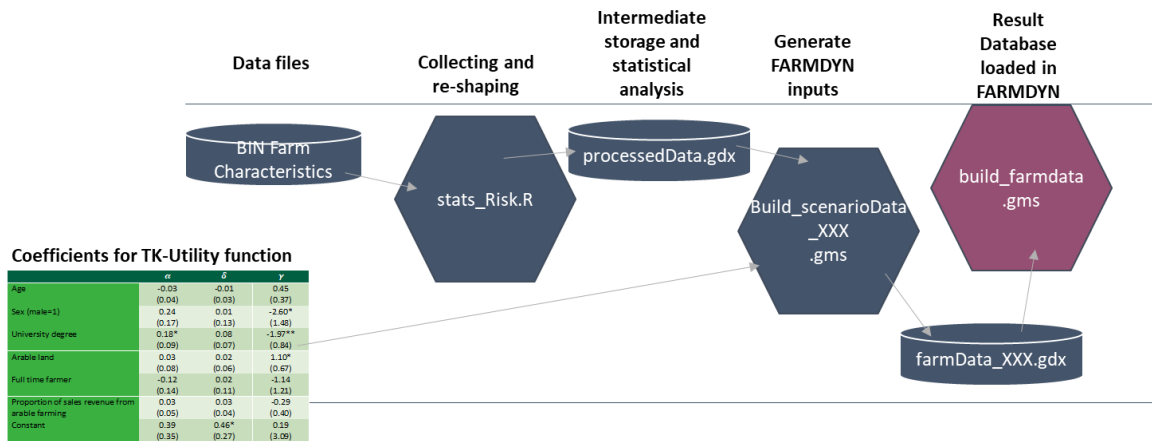 Data files
Collecting and
re-shaping
Intermediate
storage and
statistical
analysis
Generate
FARMDYN
inputs
Result
Database
loaded in
FARMDYN
BIN Farm
Characteristics
stats_Risk.R
processedData.gdx
Build_scenarioData
_XXX
.gms
build_farmdata
.gms
farmData_XXX.gdx
Coefficients for TK-Utility function
α δ γ
Age -0.03 -0.01 0.45
(0.04) (0.03) (0.37)
Sex (male=1) 0.24 0.01 -2.60*
(0.17) (0.13) (1.48)
University degree 0.18* 0.08 -1.97**
(0.09) (0.07) (0.84)
Arable land 0.03 0.02 1.10*
(0.08) (0.06) (0.67)
Full time farmer -0.12 0.02 -1.14
(0.14) (0.11) (1.21)
Proportion of sales revenue from 0.03 0.03 -0.29
arable farming (0.05) (0.04) (0.40)
Constant 0.39 0.46* 0.19
(0.35) (0.27) (3.09)